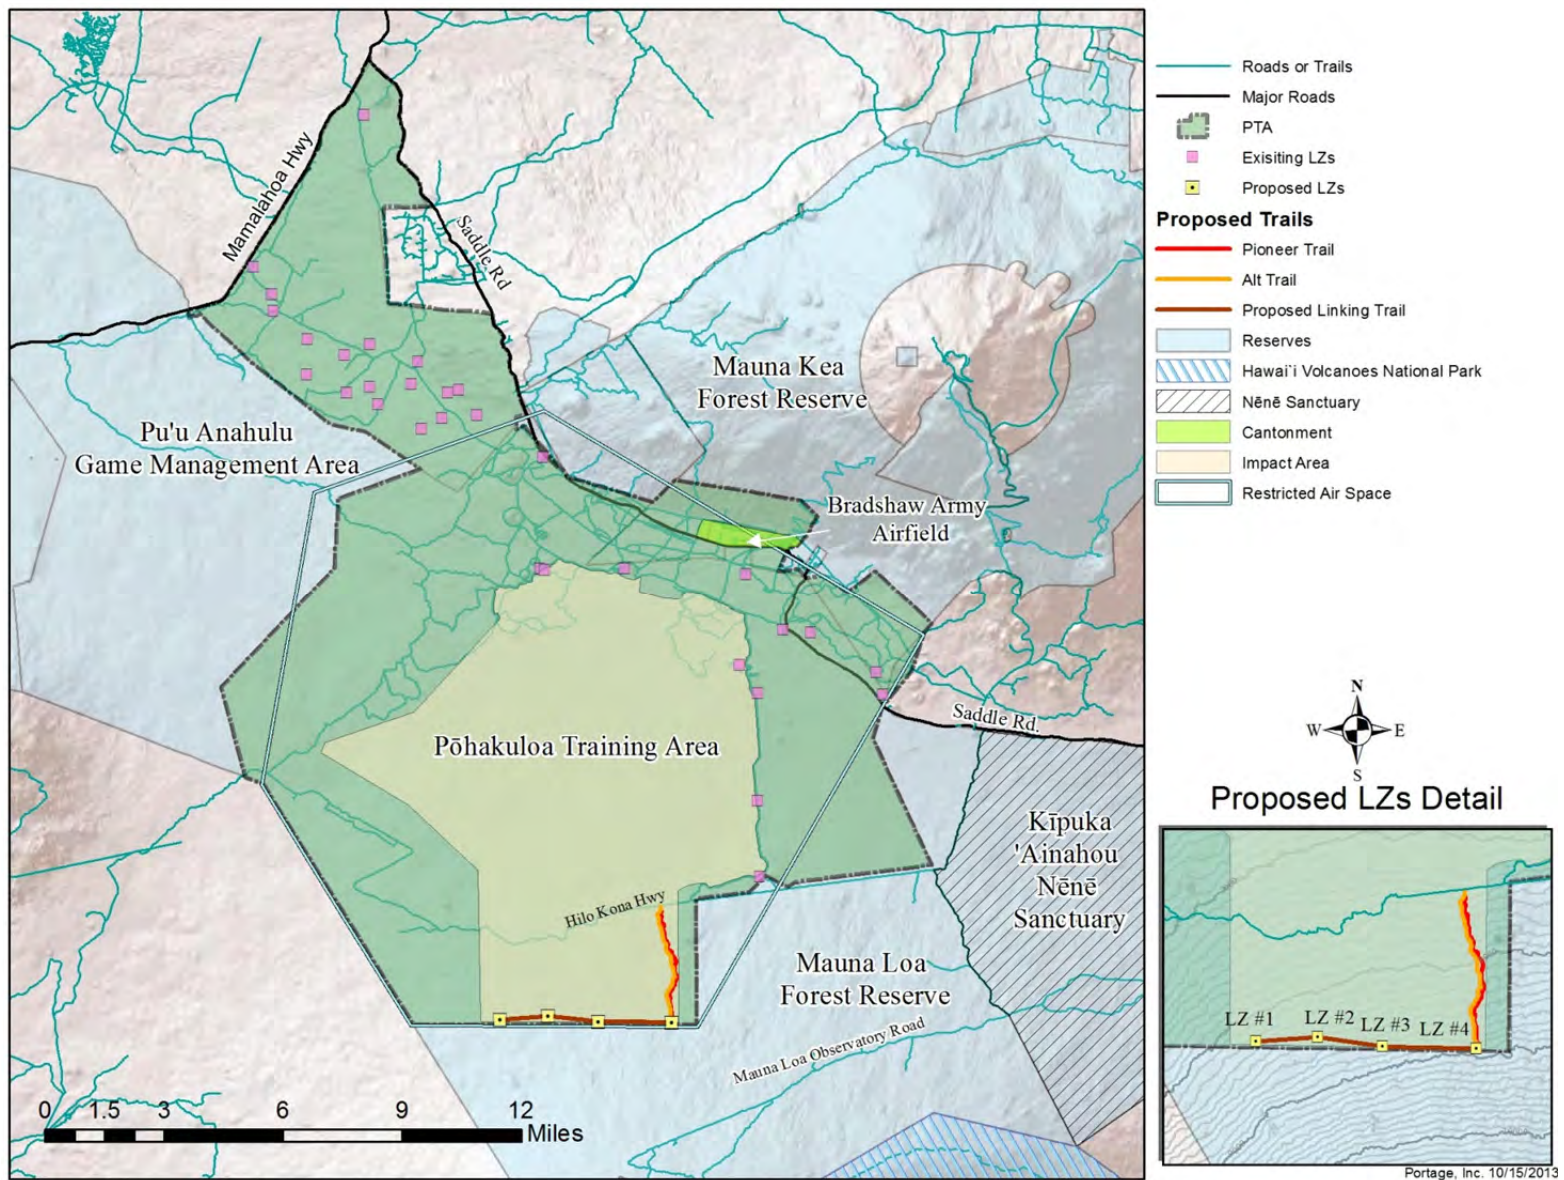 Mamalahoa Hwy
Saddle Rd
Mauna Kea
Forest Reserve
Pu'u Anahulu
Game Management Area
Bradshaw Army
Airfield
Pōhakuloa Training Area
Saddle Rd.
Kīpuka
'Ainahou
Nēnē
Sanctuary
Hilo Kona Hwy
Mauna Loa
Forest Reserve
Mauna Loa Observatory Road
0 1.5 3 6 9 12
Miles
Roads or Trails
Major Roads
PTA
Exisiting LZs
Proposed LZs
Proposed Trails
Pioneer Trail
Alt Trail
Proposed Linking Trail
Reserves
Hawai`i Volcanoes National Park
Nēnē Sanctuary
Cantonment
Impact Area
Restricted Air Space
N
W E
S
Proposed LZs Detail
LZ #1 LZ #2 LZ #3 LZ #4
Portage, Inc. 10/15/2013